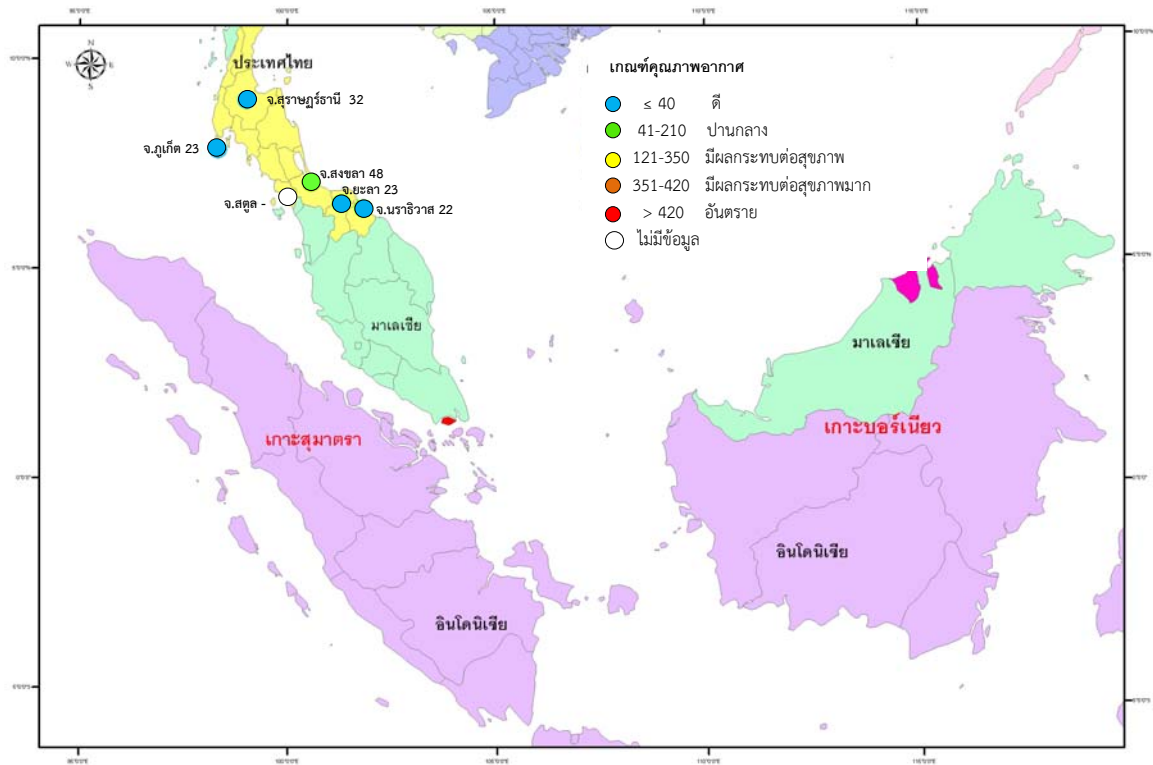 N
W E
S
ประเทศไทย
จ.สุราษฎร์ธานี 32
จ.ภูเก็ต 23
จ.สงขลา 48
จ.ยะลา 23
จ.สตูล -
จ.นราธิวาส 22
เกณฑ์คุณภาพอากาศ
≤ 40 ดี
41-210 ปานกลาง
121-350 มีผลกระทบต่อสุขภาพ
351-420 มีผลกระทบต่อสุขภาพมาก
> 420 อันตราย
ไม่มีข้อมูล
มาเลเซีย
มาเลเซีย
เกาะสุมาตรา
เกาะบอร์เนียว
อินโดนิเซีย
อินโดนิเซีย